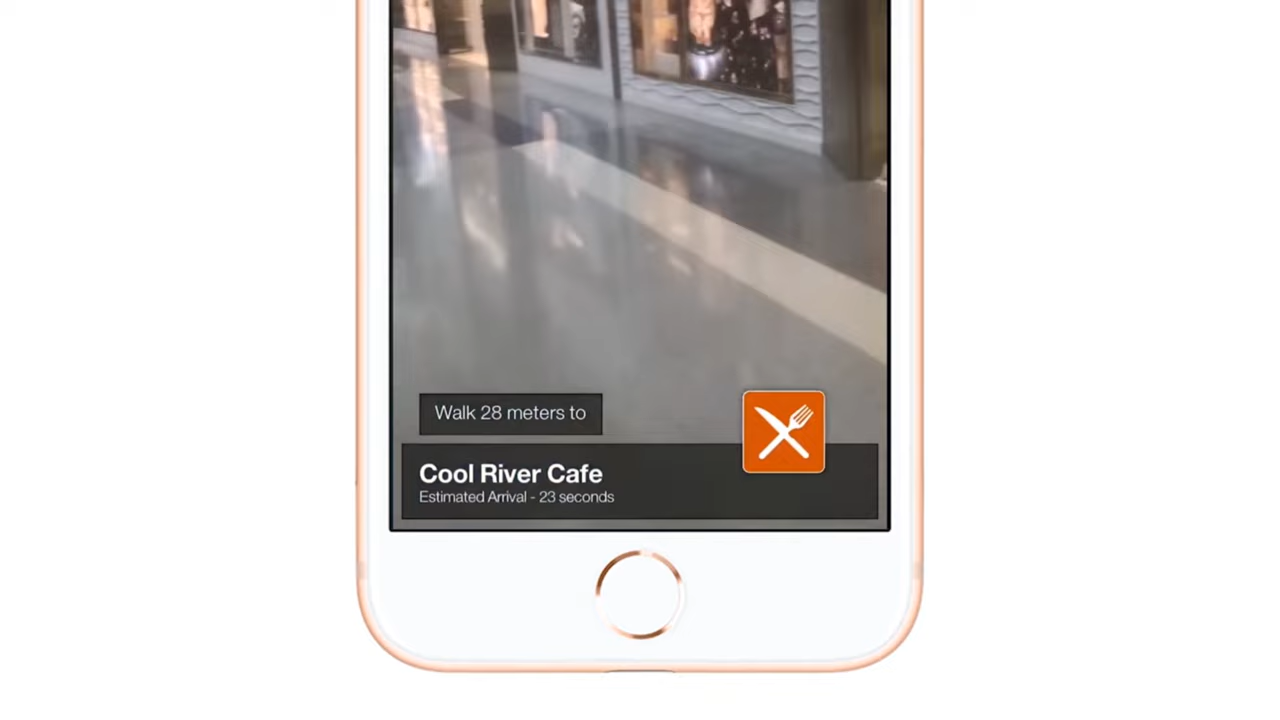 Walk 28 meters to
Cool River Cafe
Estimated Arrival - 23 seconds